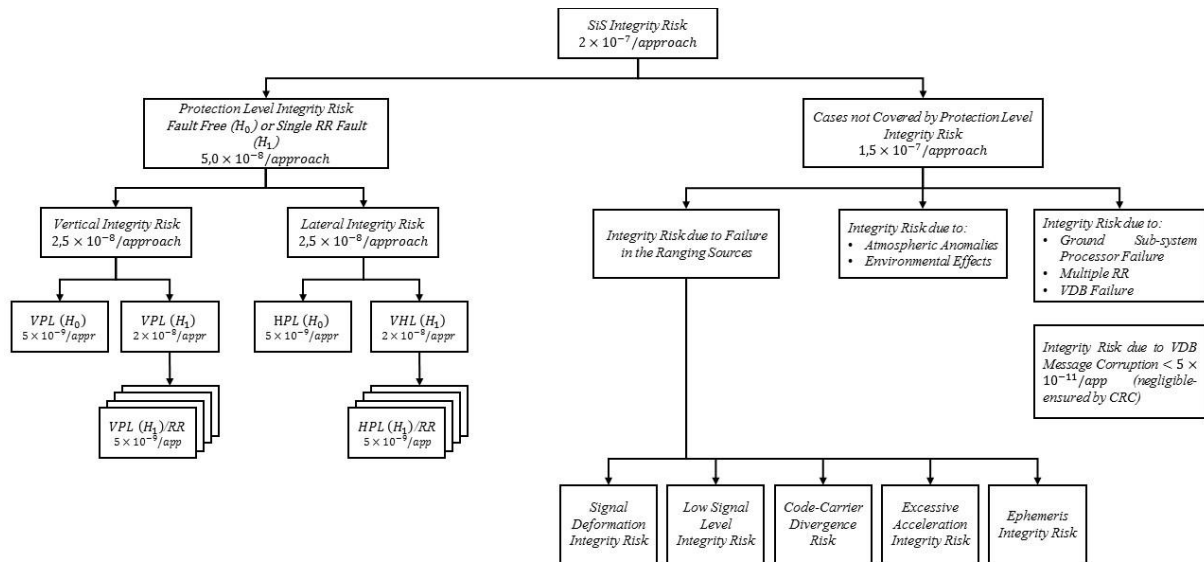 SiS Integrity Risk
2 × 10⁻⁷/approach
Protection Level Integrity Risk
Fault Free (H₀) or Single RR Fault
(H₁)
5,0 × 10⁻⁸/approach
Cases not Covered by Protection Level
Integrity Risk
1,5 × 10⁻⁷/approach
Vertical Integrity Risk
2,5 × 10⁻⁸/approach
Lateral Integrity Risk
2,5 × 10⁻⁸/approach
Integrity Risk due to Failure
in the Ranging Sources
Integrity Risk due to:
• Atmospheric Anomalies
• Environmental Effects
Integrity Risk due to:
• Ground Sub-system
Processor Failure
• Multiple RR
• VDB Failure
VPL (H₀)
5 × 10⁻⁹/appr
VPL (H₁)
2 × 10⁻⁸/appr
HPL (H₀)
5 × 10⁻⁹/appr
VHL (H₁)
2 × 10⁻⁸/appr
Integrity Risk due to VDB
Message Corruption < 5 ×
10⁻¹¹/app (negligible-
ensured by CRC)
VPL (H₁)/RR
5 × 10⁻⁹/app
HPL (H₁)/RR
5 × 10⁻⁹/app
Signal
Deformation
Integrity Risk
Low Signal
Level
Integrity Risk
Code-Carrier
Divergence
Risk
Excessive
Acceleration
Integrity Risk
Ephemeris
Integrity Risk